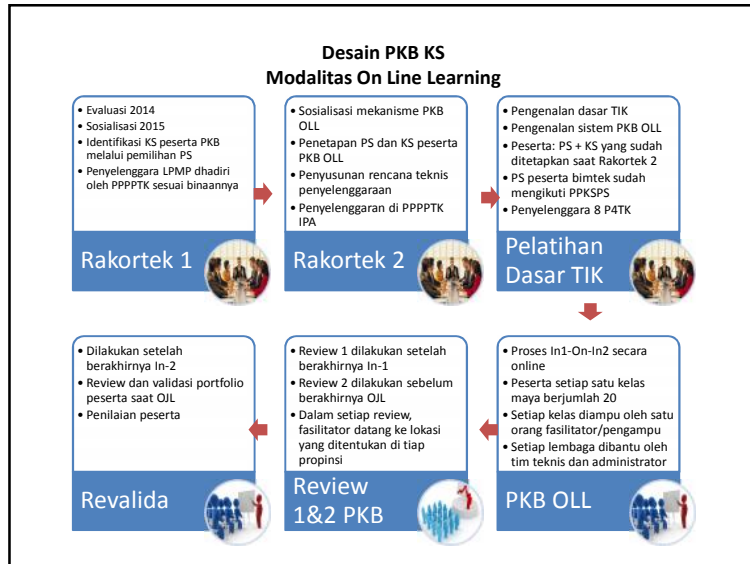 Desain PKB KS
Modalitas On Line Learning
• Evaluasi 2014
• Sosialisasi 2015
• Identifikasi KS peserta PKB
melalui pemilihan PS
• Penyelenggara LPMP dhadiri
oleh PPPPTK sesuai binaannya
Rakortek 1
• Sosialisasi mekanisme PKB
OLL
• Penetapan PS dan KS peserta
PKB OLL
• Penyusunan rencana teknis
penyelenggaraan
• Penyelenggaran di PPPPTK
IPA
Rakortek 2
• Pengenalan dasar TIK
• Pengenalan sistem PKB OLL
• Peserta: PS + KS yang sudah
ditetapkan saat Rakortek 2
• PS peserta bimtek sudah
mengikuti PPKSPS
• Penyelenggara 8 P4TK
Pelatihan
Dasar TIK
• Dilakukan setelah
berakhirnya In-2
• Review dan validasi portfolio
peserta saat OJL
• Penilaian peserta
Revalida
• Review 1 dilakukan setelah
berakhirnya In-1
• Review 2 dilakukan sebelum
berakhirnya OJL
• Dalam setiap review,
fasilitator datang ke lokasi
yang ditentukan di tiap
propinsi
Review
1&2 PKB
• Proses In1-On-In2 secara
online
• Peserta setiap satu kelas
maya berjumlah 20
• Setiap kelas diampu oleh satu
orang fasilitator/pengampu
• Setiap lembaga dibantu oleh
tim teknis dan administrator
PKB OLL